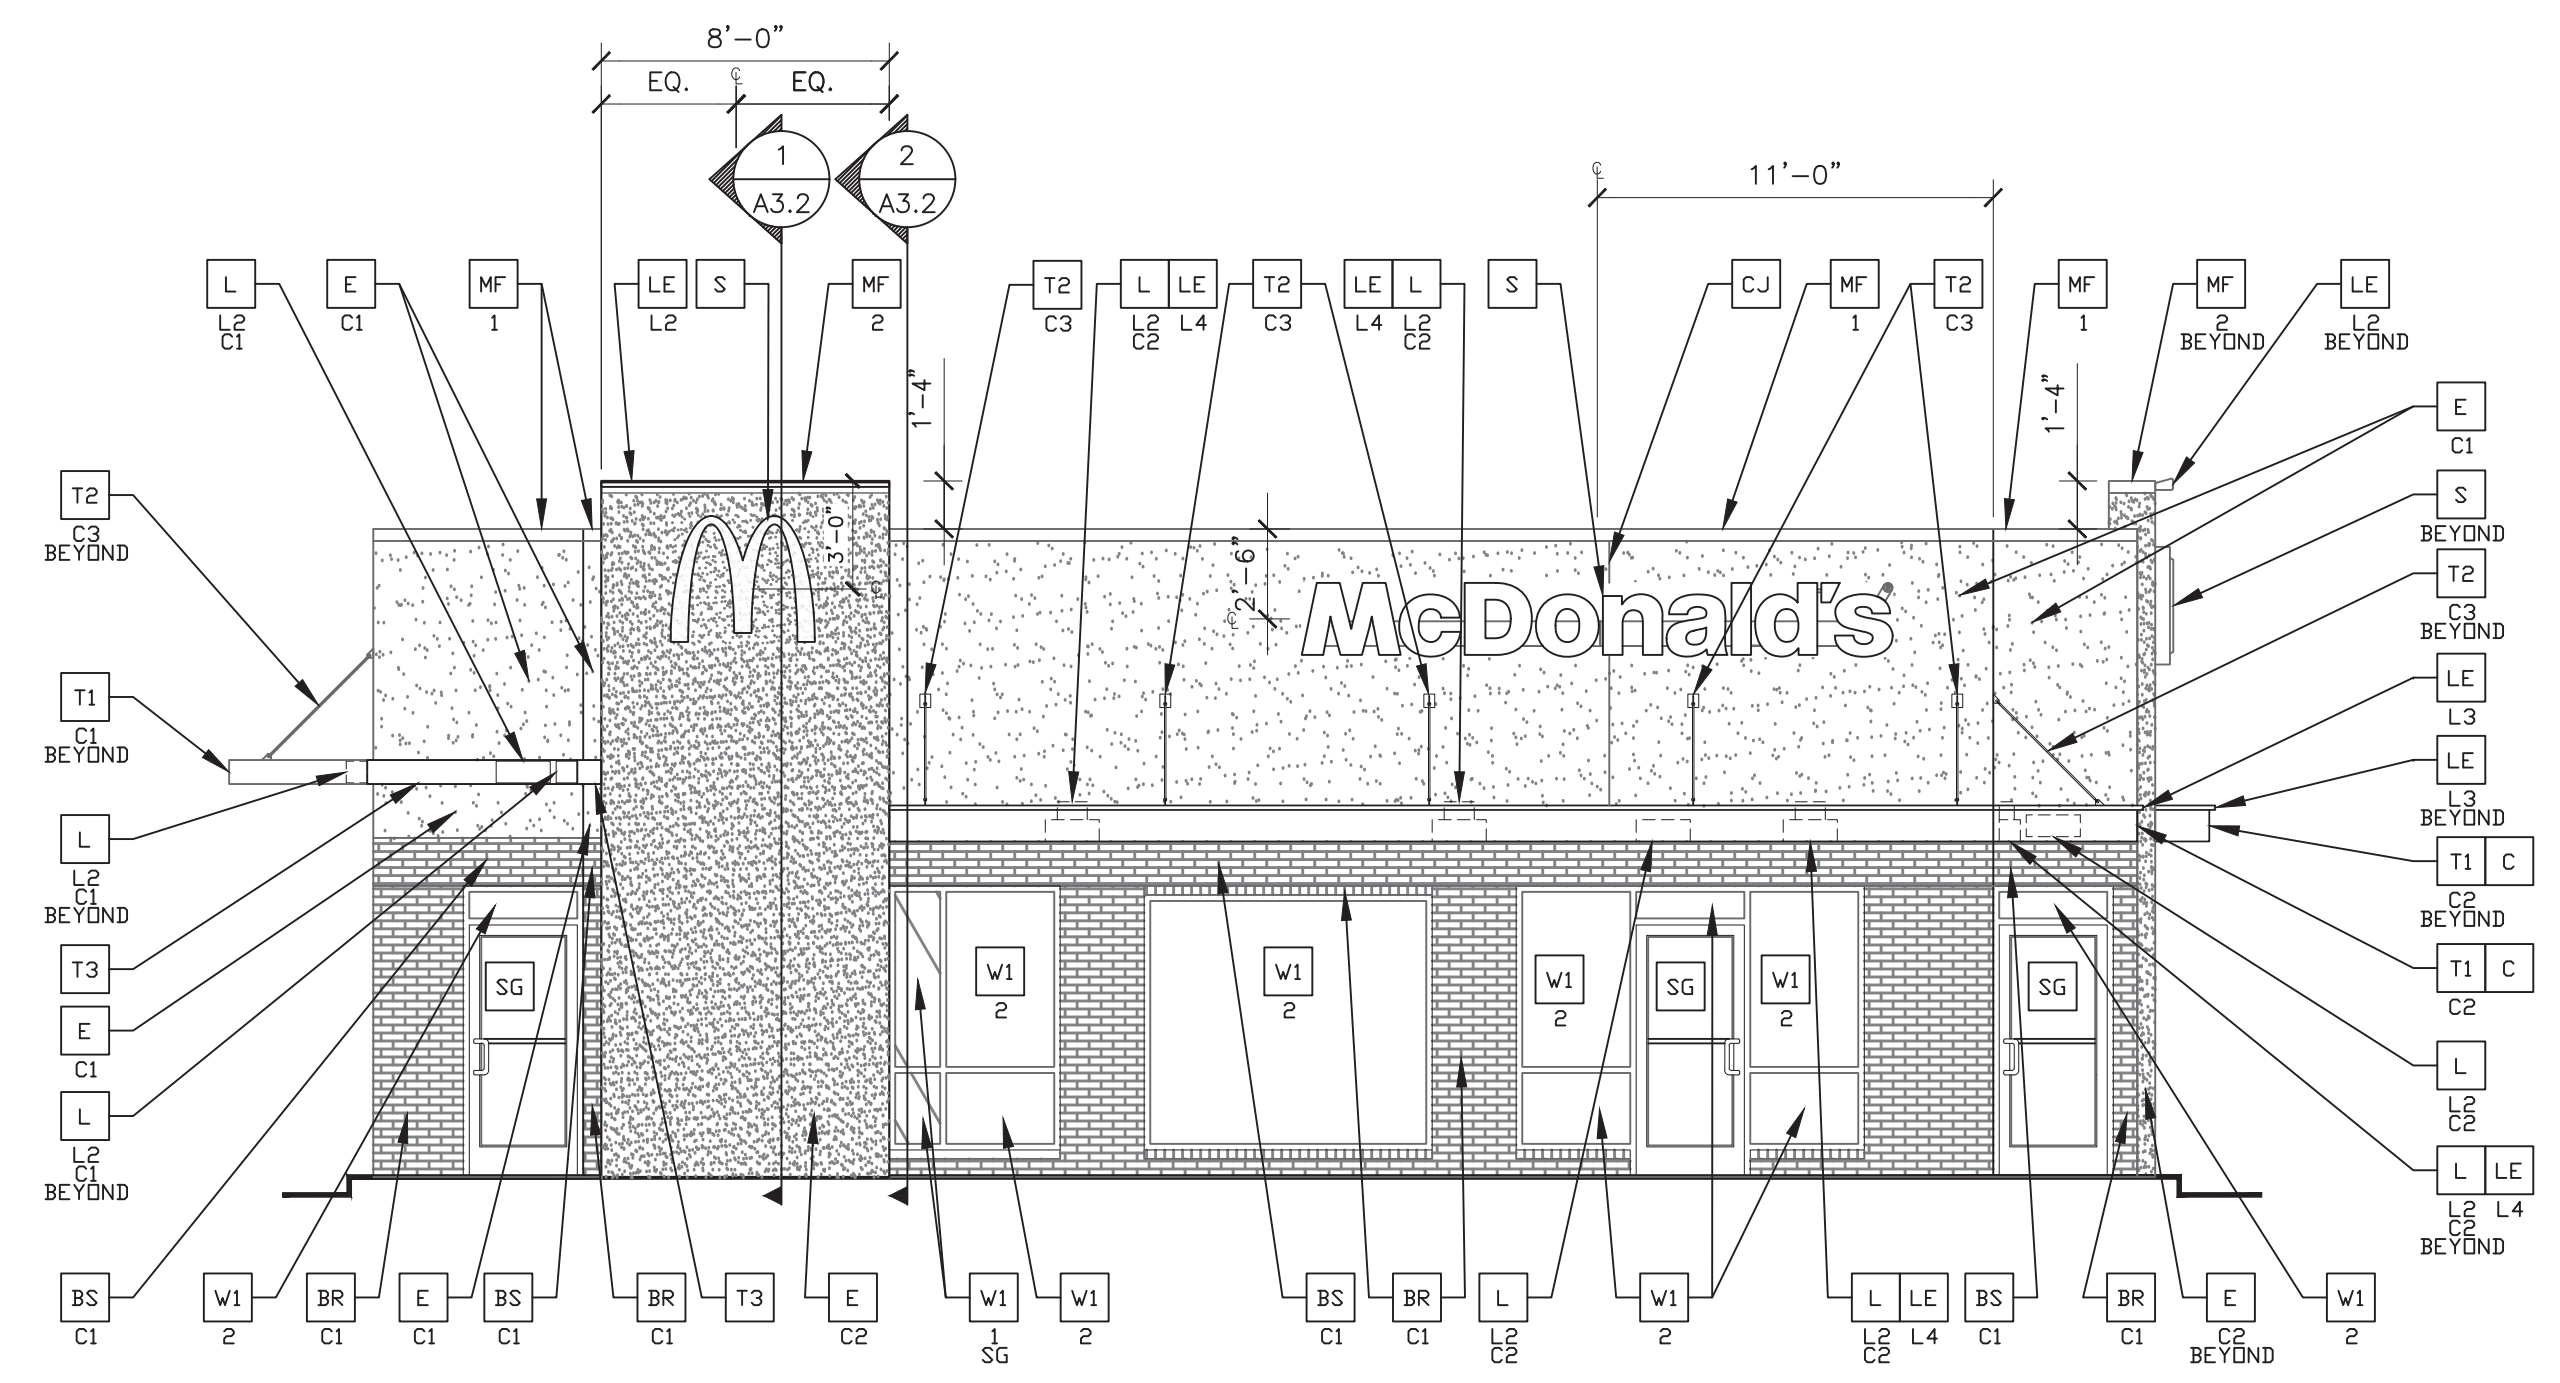 8'-0"
EQ. ℄ EQ.
1
A3.2
2
A3.2
℄ 11'-0"
L
L2
C1
E
C1
MF
1
LE
L2
S
MF
2
T2
C3
L LE
L2 L4
C2
T2
C3
LE L
L4 L2
C2
S
CJ
MF
1
T2
C3
MF
1
MF
2
BEYOND
LE
L2
BEYOND
1'-4"
1'-4"
3'-0"
℄
2'-6"
℄
McDonald's
T2
C3
BEYOND
T1
C1
BEYOND
L
L2
C1
BEYOND
T3
E
C1
L
L2
C1
BEYOND
E
C1
S
BEYOND
T2
C3
BEYOND
LE
L3
LE
L3
BEYOND
T1 C
C2
BEYOND
T1 C
C2
L
L2
C2
L LE
L2 L4
C2
BEYOND
SG
W1
2
W1
2
W1
2
SG
W1
2
SG
BS
C1
W1
2
BR
C1
E
C1
BS
C1
BR
C1
T3
E
C2
W1
1
SG
W1
2
BS
C1
BR
C1
L
L2
C2
W1
2
L LE
L2 L4
C2
BS
C1
BR
C1
E
C2
BEYOND
W1
2